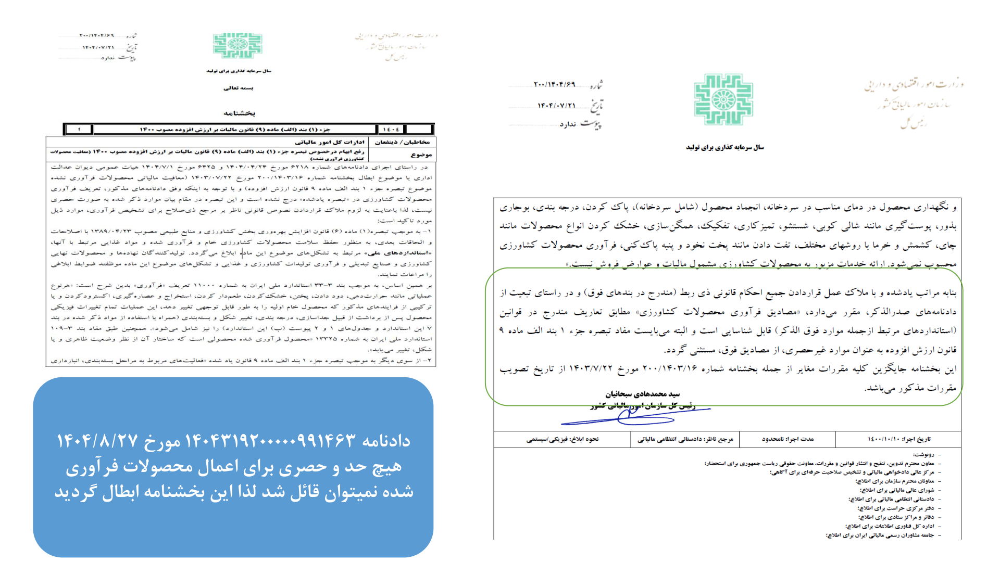 شماره ۲۰۰/۱۴۰۴/۶۹
تاریخ ۱۴۰۴/۰۷/۲۱
پیوست ندارد
وزارت امور اقتصادی و دارایی
سازمان امور مالیاتی کشور
رئیس کل
سال سرمایه گذاری برای تولید
بسمه تعالی
بخشنامه
۱۴۰۴ جزء (۱) بند (الف) ماده (۹) قانون مالیات بر ارزش افزوده مصوب ۱۴۰۰ ا
مخاطبان/ ذینفعان ادارات کل امور مالیاتی
موضوع رفع ابهام درخصوص تبصره جزء (۱) بند (الف) ماده (۹) قانون مالیات بر ارزش افزوده مصوب ۱۴۰۰ (معافیت محصولات
کشاورزی فرآوری نشده)
در راستای اجرای دادنامه‌های شماره ۶۲۱۸ مورخ ۱۴۰۴/۰۴/۲۴ و ۶۴۲۵ مورخ ۱۴۰۴/۷/۱ هیات عمومی دیوان عدالت
اداری با موضوع ابطال بخشنامه شماره ۲۰۰/۱۴۰۳/۱۶ مورخ ۱۴۰۳/۰۷/۲۲ (معافیت مالیاتی محصولات فرآوری نشده
موضوع تبصره جزء ۱ بند الف ماده ۹ قانون ارزش افزوده) و با توجه به اینکه وفق دادنامه‌های مذکور، تعریف فرآوری
محصولات کشاورزی در «تبصره یادشده» درج نشده است و این تبصره در مقام بیان موارد ذکر شده به صورت حصری
نیست، لذا باعنایت به لزوم ملاک قراردادن نصوص قانونی ناظر بر مرجع ذی‌صلاح برای تشخیص فرآوری، موارد ذیل
مورد تاکید است:
۱- به موجب تبصره(۱) ماده (۶) قانون افزایش بهره‌وری بخش کشاورزی و منابع طبیعی مصوب ۱۳۸۹/۰۴/۲۳ با اصلاحات
و الحاقات بعدی، به منظور حفظ سلامت محصولات کشاورزی خام و فرآوری شده و مواد غذایی مرتبط با آنها،
«استانداردهای ملی» مرتبط به تشکل‌های موضوع این ماده ابلاغ می‌گردد. تولیدکنندگان نهاده‌ها و محصولات نهایی
کشاورزی و صنایع تبدیلی و فرآوری تولیدات کشاورزی و غذایی و تشکل‌های موضوع این ماده موظفند ضوابط ابلاغی
را مراعات نمایند.
بر همین اساس، به موجب بند ۳-۳۳ استاندارد ملی ایران به شماره ۱۱۰۰۰ تعریف «فرآوری» بدین شرح است: «هرنوع
عملیاتی مانند حرارت‌دهی، دود دادن، پختن، خشک‌کردن، طعم‌دار کردن، استخراج و عصاره‌گیری، اکسترودکردن و یا
ترکیبی از فرایندهای مذکور که محصول خام اولیه را به طور قابل توجهی تغییر دهد، این عملیات تمام تغییرات فیزیکی
محصول پس از برداشت از قبیل جداسازی، درجه بندی، تغییر شکل و بسته‌بندی (همراه با استفاده از مواد ذکر شده در بند
۷ این استاندارد و جدول‌های ۱ و ۲ پیوست (ب) این استاندارد) را نیز شامل می‌شود». همچنین طبق مفاد بند ۳-۱۰۹
استاندارد ملی ایران به شماره ۱۳۳۲۵ «محصول فرآوری شده محصولی است که ساختار آن از نظر وضعیت ظاهری و یا
شکل، تغییر می‌یابد».
۲- از سوی دیگر به موجب تبصره جزء ۱ بند الف ماده ۹ قانون یاد شده «فعالیت‌های مربوط به مراحل بسته‌بندی، انبارداری
دادنامه ۱۴۰۴۳۱۹۲۰۰۰۰۰۹۹۱۴۶۳ مورخ ۱۴۰۴/۸/۲۷
هیچ حد و حصری برای اعمال محصولات فرآوری
شده نمیتوان قائل شد لذا این بخشنامه ابطال گردید
شماره ۲۰۰/۱۴۰۴/۶۹
تاریخ ۱۴۰۴/۰۷/۲۱
پیوست ندارد
وزارت امور اقتصادی و دارایی
سازمان امور مالیاتی کشور
رئیس کل
سال سرمایه گذاری برای تولید
و نگهداری محصول در دمای مناسب در سردخانه، انجماد محصول (شامل سردخانه)، پاک کردن، درجه بندی، بوجاری
بذور، پوست‌گیری مانند شالی کوبی، شستشو، تمیزکاری، تفکیک، همگن‌سازی، خشک کردن انواع محصولات مانند
چای، کشمش و خرما با روشهای مختلف، تفت دادن مانند پخت نخود و پنبه پاک‌کنی، فرآوری محصولات کشاورزی
محسوب نمی‌شود. ارائه خدمات مزبور به محصولات کشاورزی مشمول مالیات و عوارض فروش نیست.»
بنابه مراتب یادشده و با ملاک عمل قراردادن جمیع احکام قانونی ذی ربط (مندرج در بندهای فوق) و در راستای تبعیت از
دادنامه‌های صدرالذکر، مقرر می‌دارد، «مصادیق فرآوری محصولات کشاورزی» مطابق تعاریف مندرج در قوانین
(استانداردهای مرتبط ازجمله موارد فوق الذکر) قابل شناسایی است و البته می‌بایست مفاد تبصره جزء ۱ بند الف ماده ۹
قانون ارزش افزوده به عنوان موارد غیرحصری، از مصادیق فوق، مستثنی گردد.
این بخشنامه جایگزین کلیه مقررات مغایر از جمله بخشنامه شماره ۲۰۰/۱۴۰۳/۱۶ مورخ ۱۴۰۳/۷/۲۲ از تاریخ تصویب
مقررات مذکور می‌باشد.
سید محمدهادی سبحانیان
رئیس کل سازمان امور مالیاتی کشور
تاریخ اجرا: ۱۴۰۰/۱۰/۱۰ مدت اجرا: نامحدود مرجع ناظر: دادستانی انتظامی مالیاتی نحوه ابلاغ: فیزیکی/سیستمی
- رونوشت:
- معاون محترم تدوین، تنقیح و انتشار قوانین و مقررات، معاونت حقوقی ریاست جمهوری برای استحضار؛
- مرکز عالی دادخواهی مالیاتی و تشخیص صلاحیت حرفه‌ای برای آگاهی؛
- معاونان محترم سازمان برای اطلاع؛
- شورای عالی مالیاتی برای اطلاع؛
- دادستانی انتظامی مالیاتی برای اطلاع؛
- دفتر مرکزی حراست برای اطلاع؛
- دفاتر و مراکز ستادی برای اطلاع؛
- اداره کل فناوری اطلاعات برای اطلاع؛
- جامعه مشاوران رسمی مالیاتی ایران برای اطلاع؛